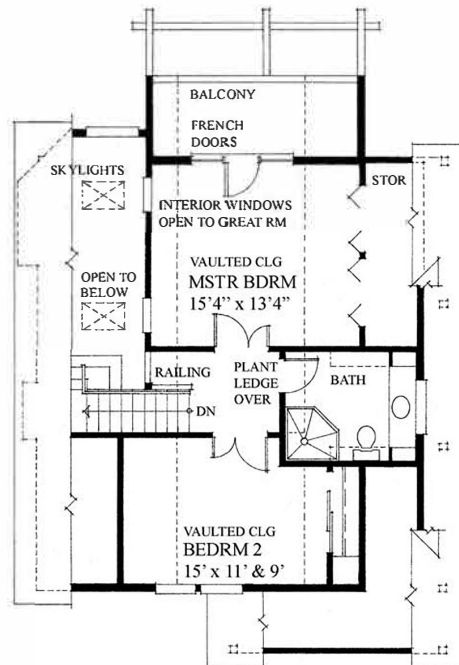 BALCONY
FRENCH
DOORS
SKYLIGHTS
STOR
INTERIOR WINDOWS
OPEN TO GREAT RM
VAULTED CLG
MSTR BDRM
15'4" x 13'4"
OPEN TO
BELOW
RAILING
PLANT
LEDGE
OVER
BATH
DN
VAULTED CLG
BEDRM 2
15' x 11' & 9'